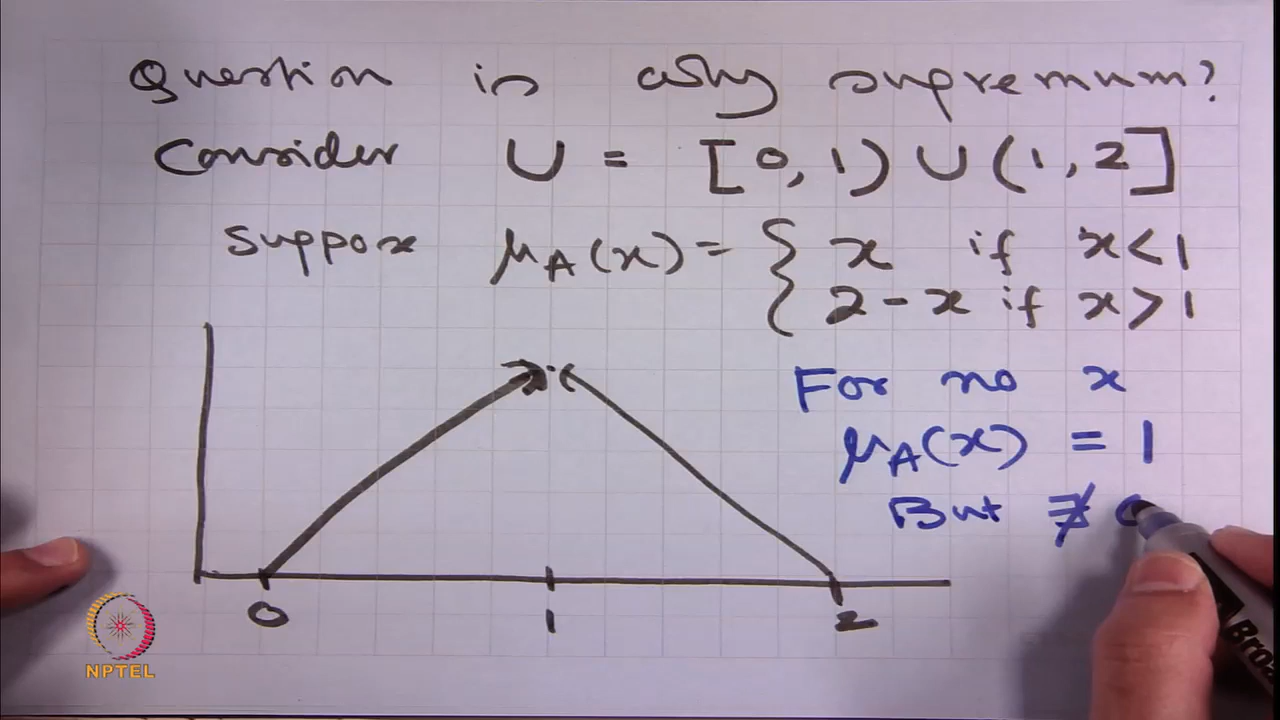 Question is why supremum?
Consider U = [0, 1) ∪ (1, 2]
Suppose μA(x) = { x if x < 1
{ 2 - x if x > 1
For no x
μA(x) = 1
But ∄
0 1 2
NPTEL